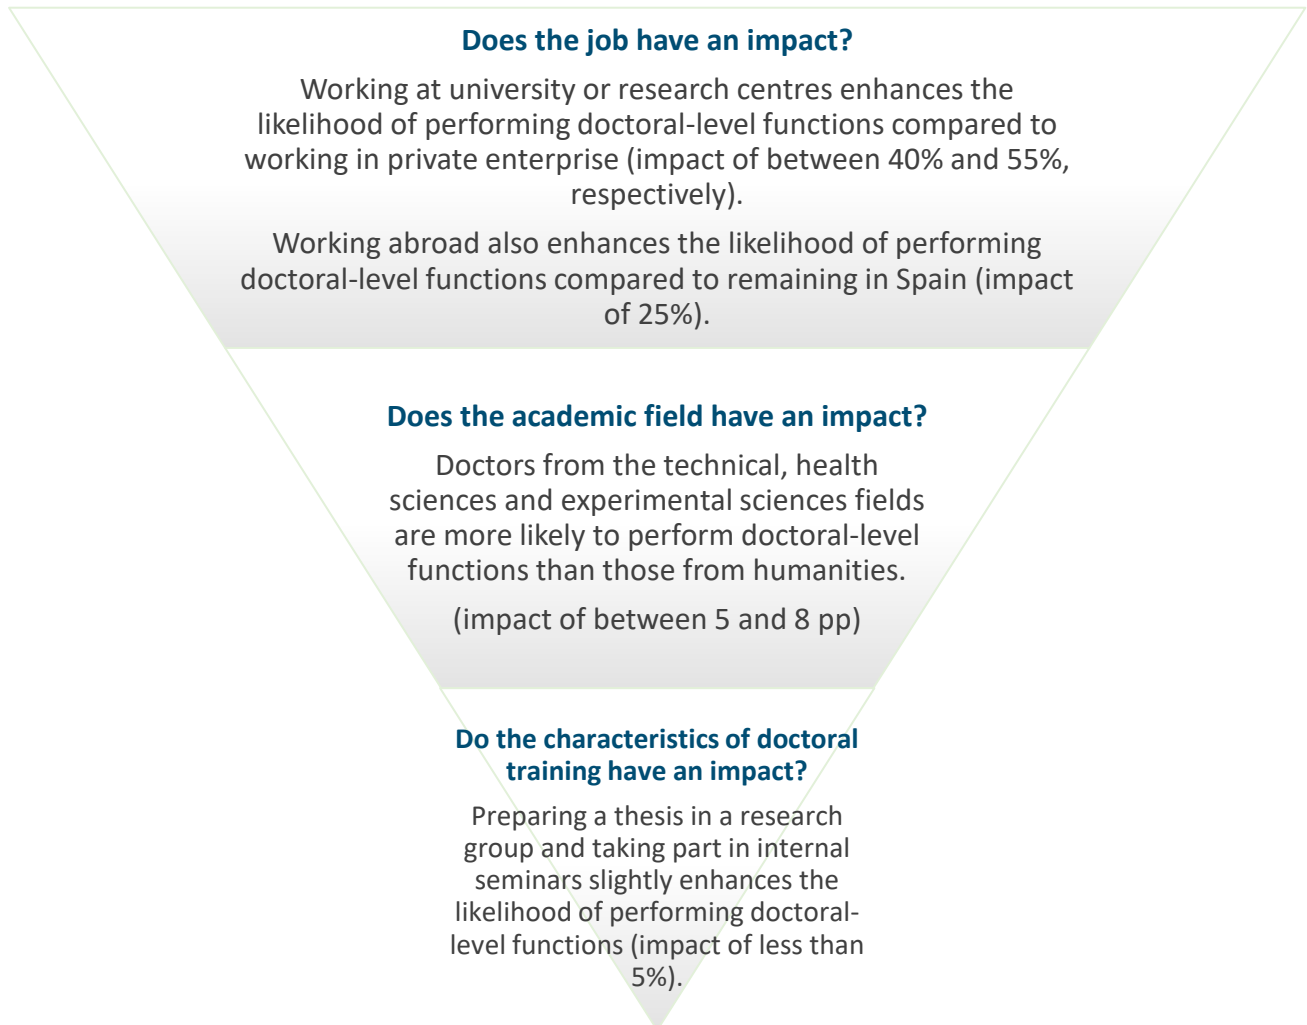 Does the job have an impact?
Working at university or research centres enhances the
likelihood of performing doctoral-level functions compared to
working in private enterprise (impact of between 40% and 55%,
respectively).
Working abroad also enhances the likelihood of performing
doctoral-level functions compared to remaining in Spain (impact
of 25%).
Does the academic field have an impact?
Doctors from the technical, health
sciences and experimental sciences fields
are more likely to perform doctoral-level
functions than those from humanities.
(impact of between 5 and 8 pp)
Do the characteristics of doctoral
training have an impact?
Preparing a thesis in a research
group and taking part in internal
seminars slightly enhances the
likelihood of performing doctoral-
level functions (impact of less than
5%).